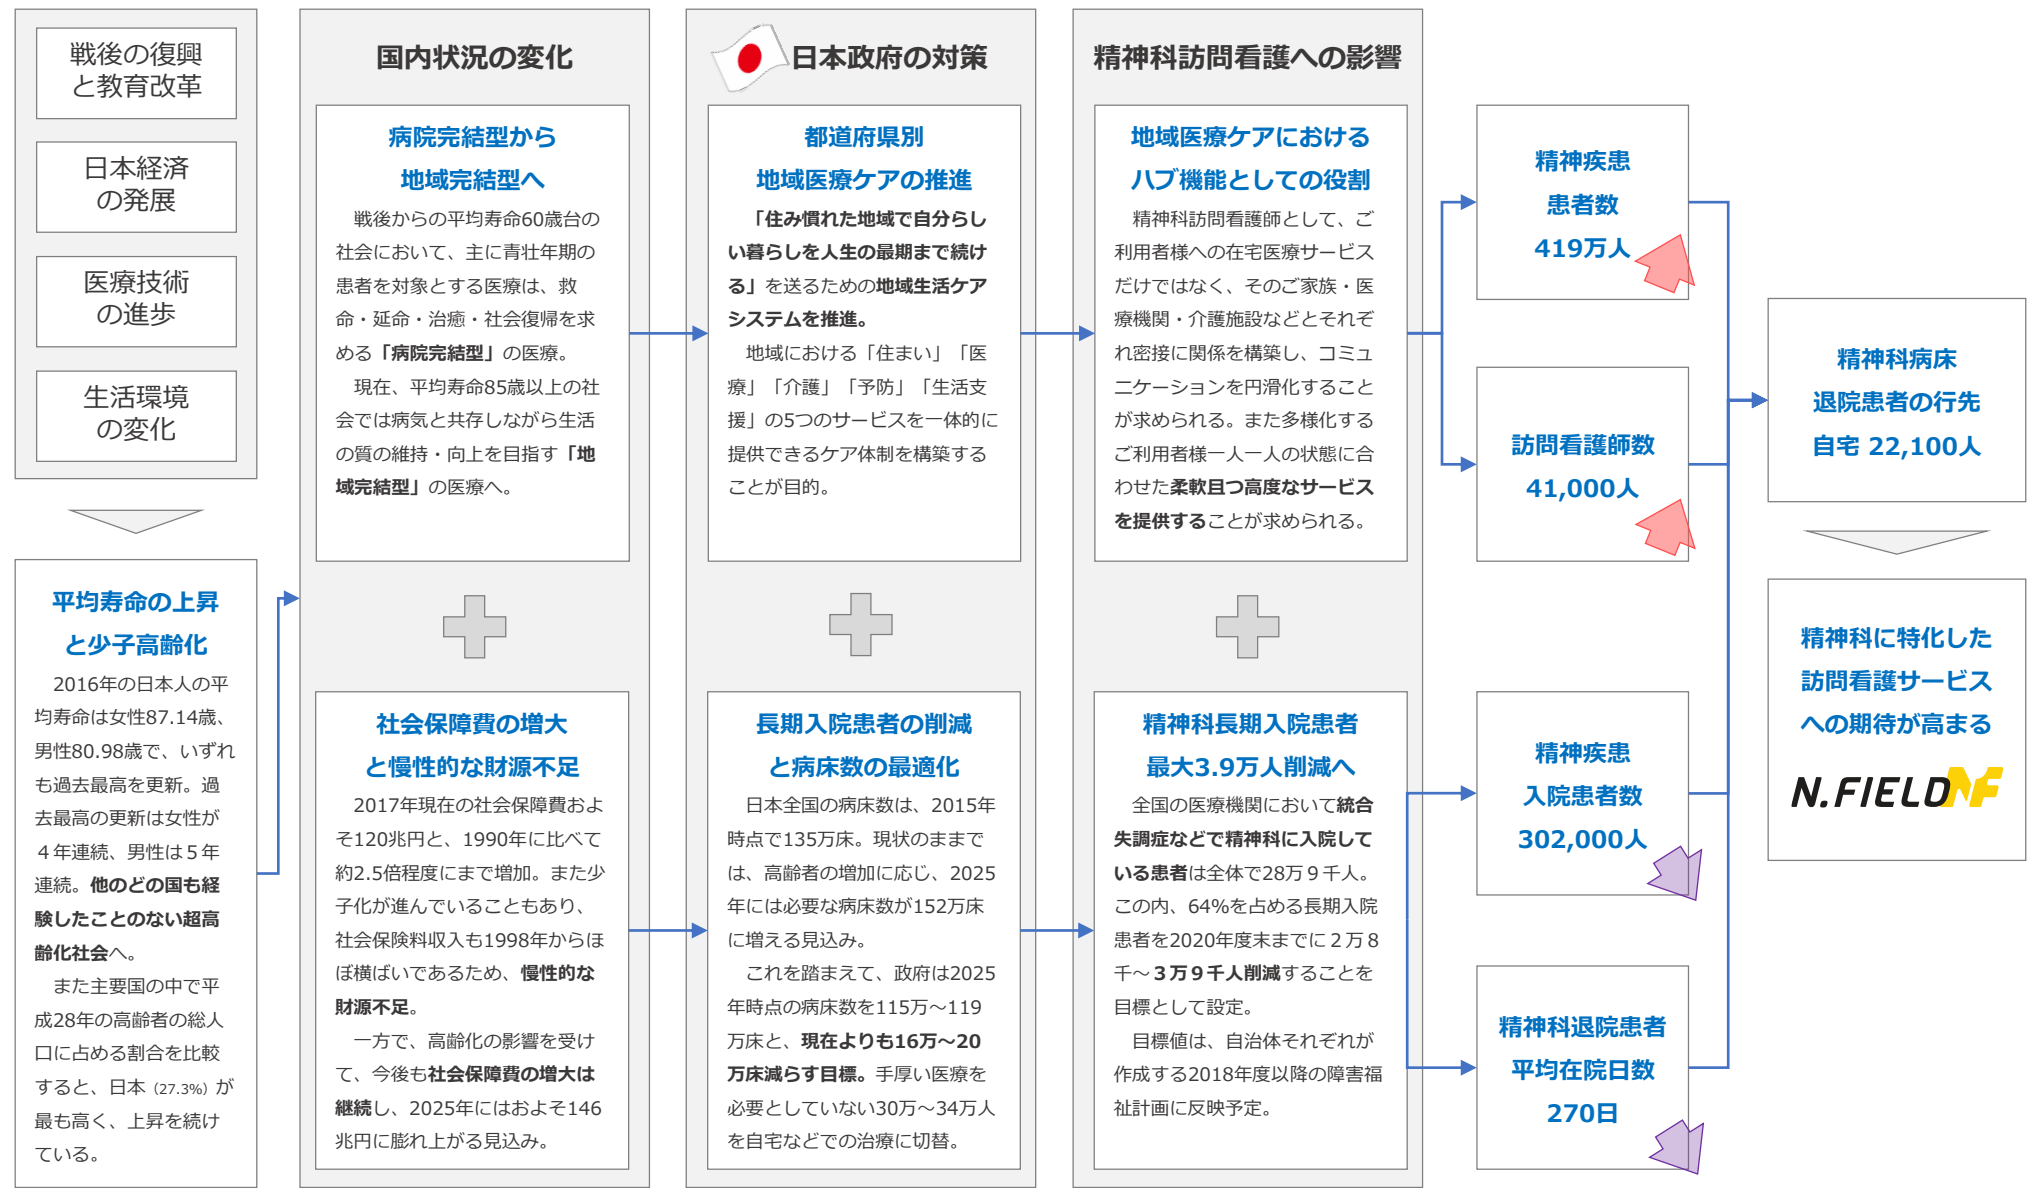 戦後の復興
と教育改革
日本経済
の発展
医療技術
の進歩
生活環境
の変化
平均寿命の上昇
と少子高齢化
2016年の日本人の平
均寿命は女性87.14歳、
男性80.98歳で、いずれ
も過去最高を更新。過
去最高の更新は女性が
４年連続、男性は５年
連続。他のどの国も経
験したことのない超高
齢化社会へ。
また主要国の中で平
成28年の高齢者の総人
口に占める割合を比較
すると、日本（27.3%）が
最も高く、上昇を続け
ている。
国内状況の変化
病院完結型から
地域完結型へ
戦後からの平均寿命60歳台の
社会において、主に青壮年期の
患者を対象とする医療は、救
命・延命・治癒・社会復帰を求
める「病院完結型」の医療。
現在、平均寿命85歳以上の社
会では病気と共存しながら生活
の質の維持・向上を目指す「地
域完結型」の医療へ。
社会保障費の増大
と慢性的な財源不足
2017年現在の社会保障費およ
そ120兆円と、1990年に比べて
約2.5倍程度にまで増加。また少
子化が進んでいることもあり、
社会保険料収入も1998年からほ
ぼ横ばいであるため、慢性的な
財源不足。
一方で、高齢化の影響を受け
て、今後も社会保障費の増大は
継続し、2025年にはおよそ146
兆円に膨れ上がる見込み。
日本政府の対策
都道府県別
地域医療ケアの推進
「住み慣れた地域で自分らし
い暮らしを人生の最期まで続け
る」を送るための地域生活ケア
システムを推進。
地域における「住まい」「医
療」「介護」「予防」「生活支
援」の5つのサービスを一体的に
提供できるケア体制を構築する
ことが目的。
長期入院患者の削減
と病床数の最適化
日本全国の病床数は、2015年
時点で135万床。現状のままで
は、高齢者の増加に応じ、2025
年には必要な病床数が152万床
に増える見込み。
これを踏まえて、政府は2025
年時点の病床数を115万～119
万床と、現在よりも16万～20
万床減らす目標。手厚い医療を
必要としていない30万～34万人
を自宅などでの治療に切替。
精神科訪問看護への影響
地域医療ケアにおける
ハブ機能としての役割
精神科訪問看護師として、ご
利用者様への在宅医療サービス
だけではなく、そのご家族・医
療機関・介護施設などとそれぞ
れ密接に関係を構築し、コミュ
ニケーションを円滑化すること
が求められる。また多様化する
ご利用者様一人一人の状態に合
わせた柔軟且つ高度なサービス
を提供することが求められる。
精神科長期入院患者
最大3.9万人削減へ
全国の医療機関において統合
失調症などで精神科に入院して
いる患者は全体で28万９千人。
この内、64%を占める長期入院
患者を2020年度末までに２万８
千～３万９千人削減することを
目標として設定。
目標値は、自治体それぞれが
作成する2018年度以降の障害福
祉計画に反映予定。
精神疾患
患者数
419万人
訪問看護師数
41,000人
精神疾患
入院患者数
302,000人
精神科退院患者
平均在院日数
270日
精神科病床
退院患者の行先
自宅 22,100人
精神科に特化した
訪問看護サービス
への期待が高まる
N.FIELD NF